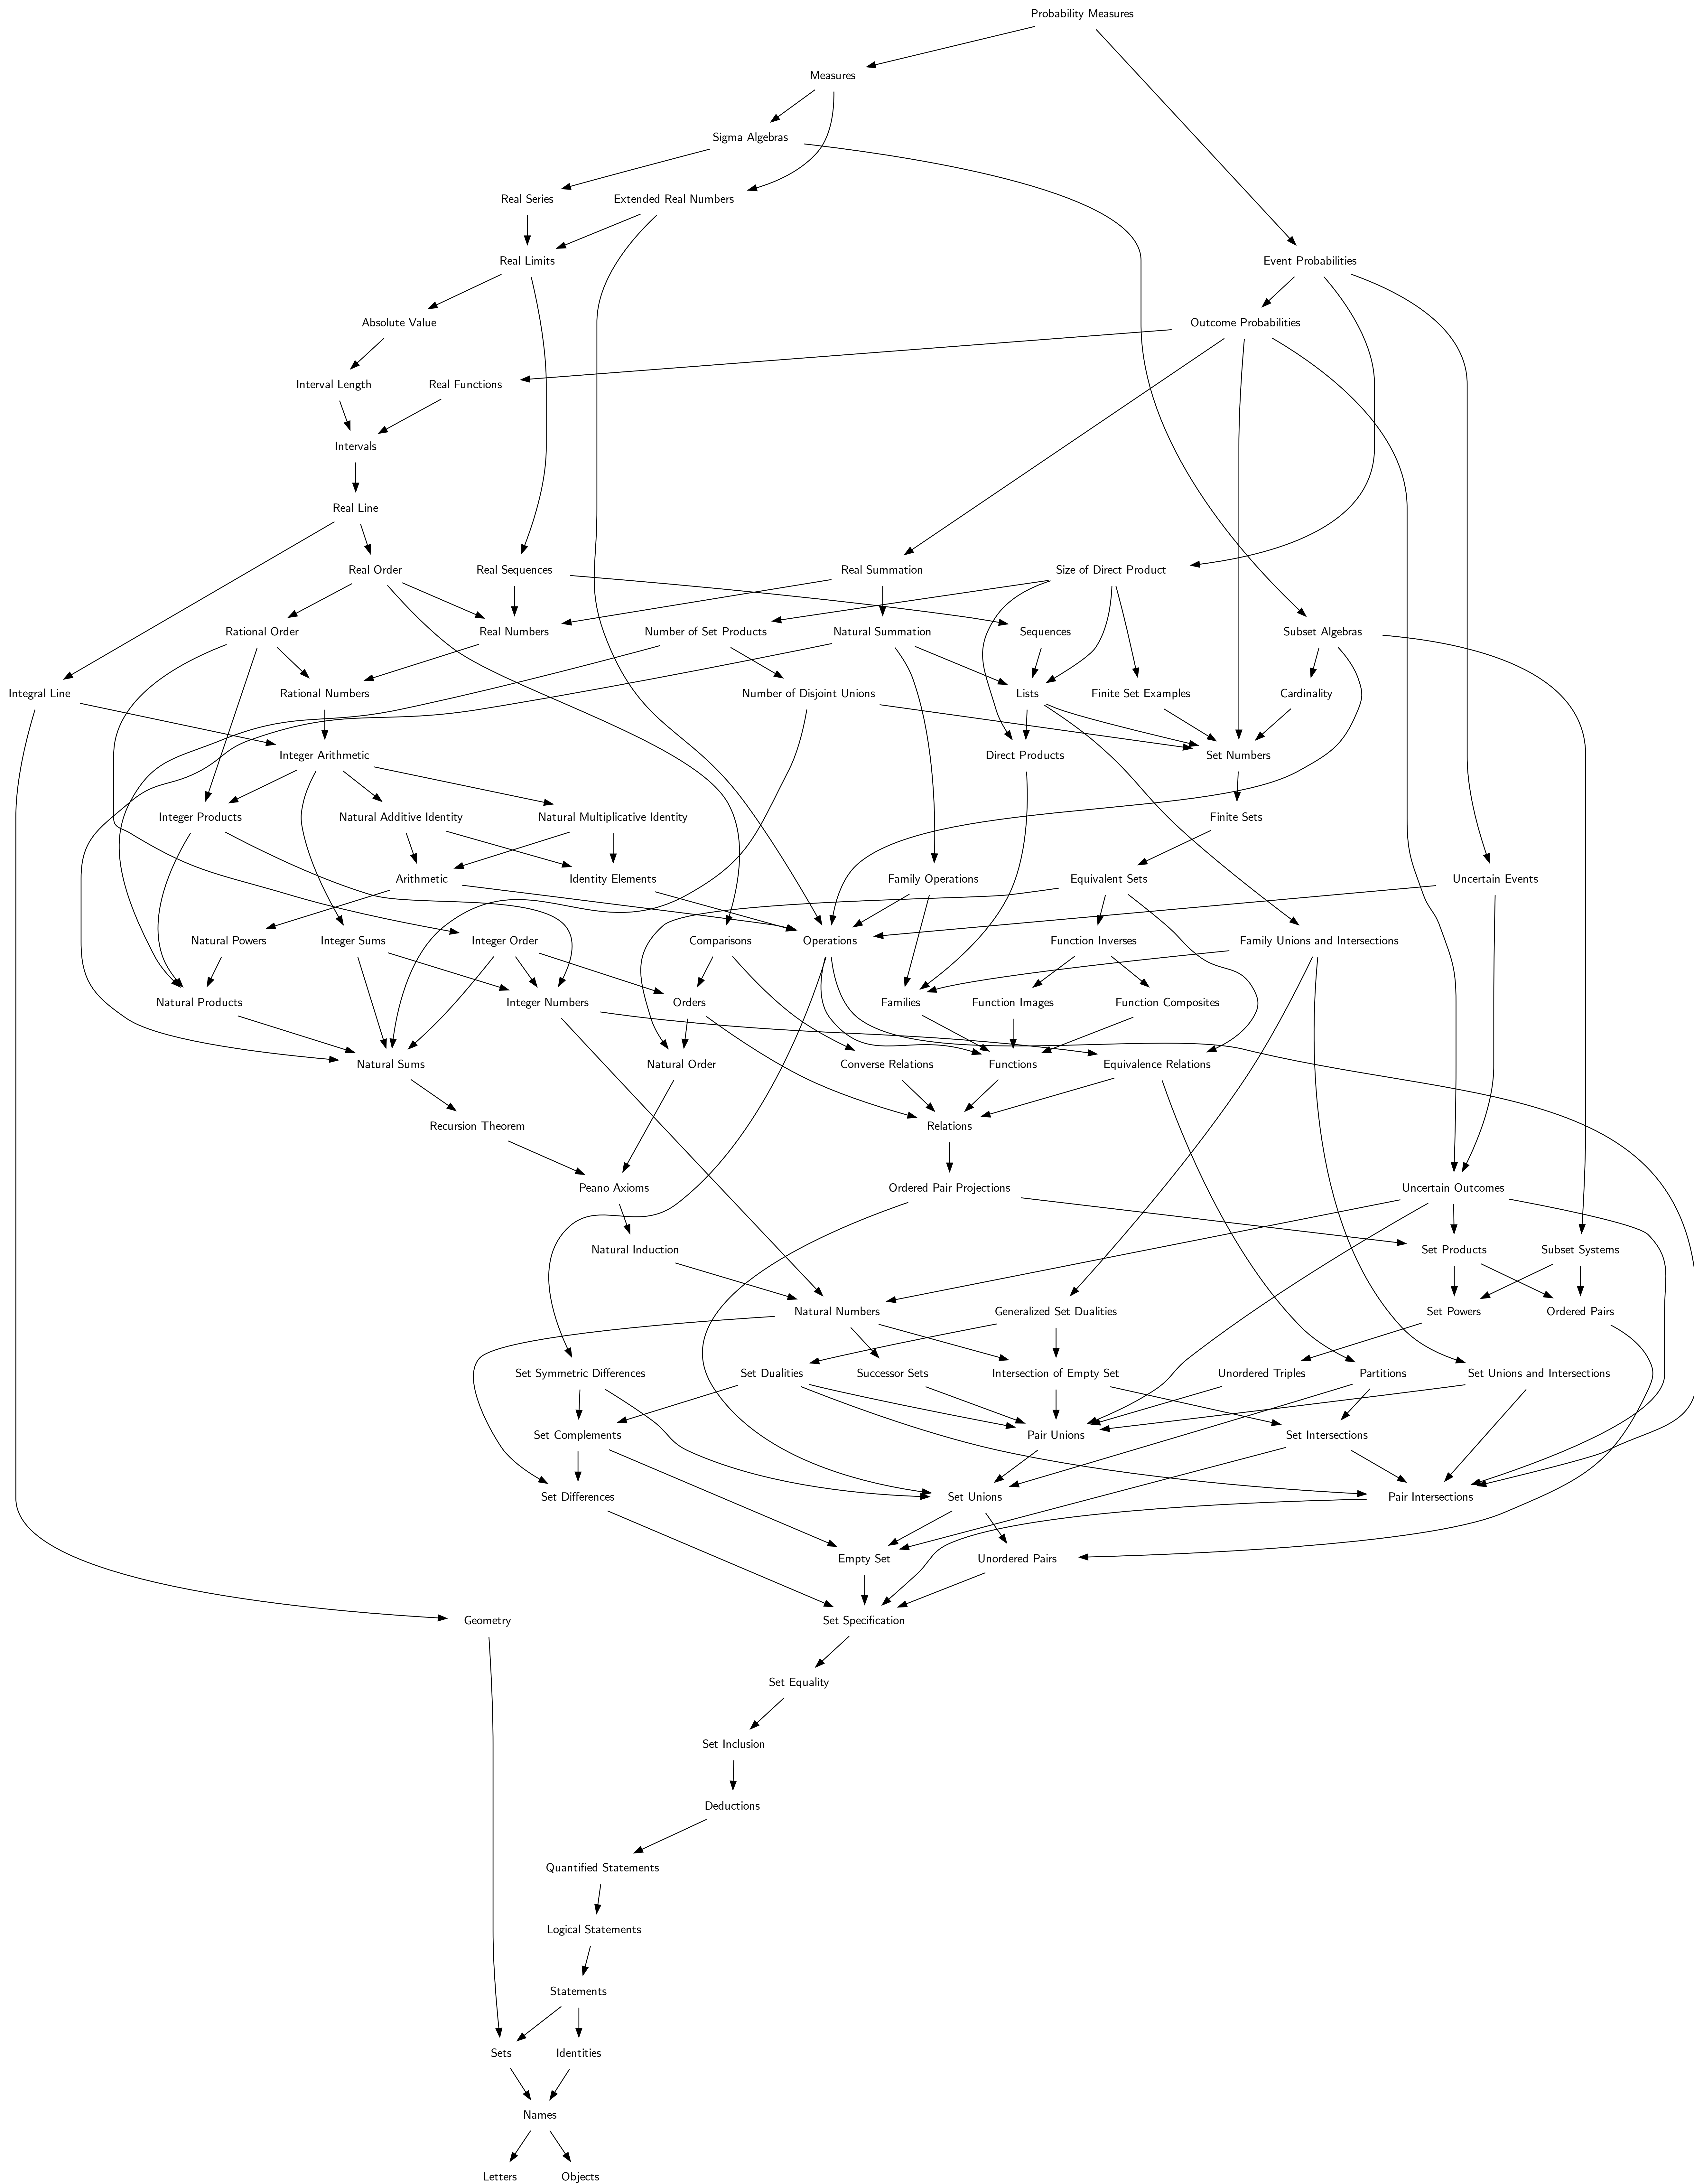 Probability Measures
Measures
Sigma Algebras
Real Series
Extended Real Numbers
Real Limits
Event Probabilities
Absolute Value
Outcome Probabilities
Interval Length
Real Functions
Intervals
Real Line
Real Order
Real Sequences
Real Summation
Size of Direct Product
Rational Order
Real Numbers
Number of Set Products
Natural Summation
Sequences
Subset Algebras
Integral Line
Rational Numbers
Number of Disjoint Unions
Lists
Finite Set Examples
Cardinality
Integer Arithmetic
Direct Products
Set Numbers
Integer Products
Natural Additive Identity
Natural Multiplicative Identity
Finite Sets
Arithmetic
Identity Elements
Family Operations
Equivalent Sets
Uncertain Events
Natural Powers
Integer Sums
Integer Order
Comparisons
Operations
Function Inverses
Family Unions and Intersections
Natural Products
Integer Numbers
Orders
Families
Function Images
Function Composites
Natural Sums
Natural Order
Converse Relations
Functions
Equivalence Relations
Recursion Theorem
Relations
Peano Axioms
Ordered Pair Projections
Uncertain Outcomes
Natural Induction
Set Products
Subset Systems
Natural Numbers
Generalized Set Dualities
Set Powers
Ordered Pairs
Set Symmetric Differences
Set Dualities
Successor Sets
Intersection of Empty Set
Unordered Triples
Partitions
Set Unions and Intersections
Set Complements
Pair Unions
Set Intersections
Set Differences
Set Unions
Pair Intersections
Empty Set
Unordered Pairs
Geometry
Set Specification
Set Equality
Set Inclusion
Deductions
Quantified Statements
Logical Statements
Statements
Sets
Identities
Names
Letters
Objects